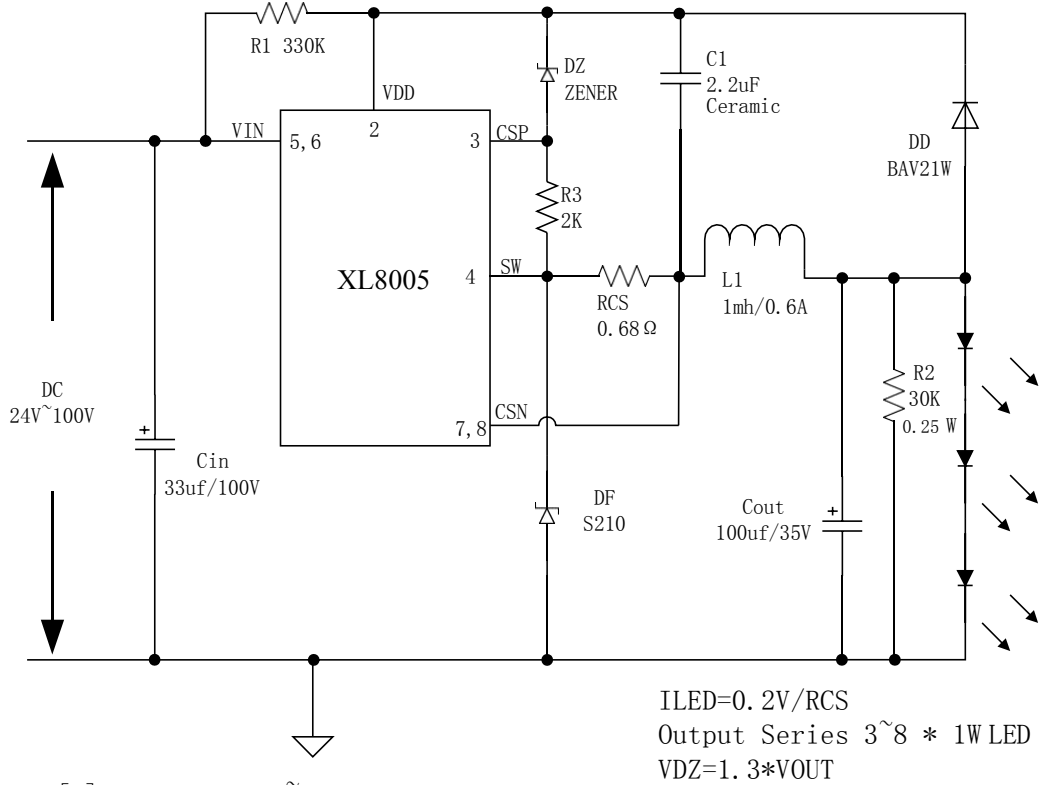 R1 330K
VDD
DZ
ZENER
C1
2.2uF
Ceramic
VIN
5,6
2
3
CSP
DD
BAV21W
R3
2K
XL8005
4
SW
RCS
0.68Ω
L1
1mh/0.6A
DC
24V~100V
R2
30K
0.25 W
7,8
CSN
+
Cin
33uf/100V
DF
S210
Cout
100uf/35V
+
ILED=0.2V/RCS
Output Series 3~8 * 1W LED
VDZ=1.3*VOUT